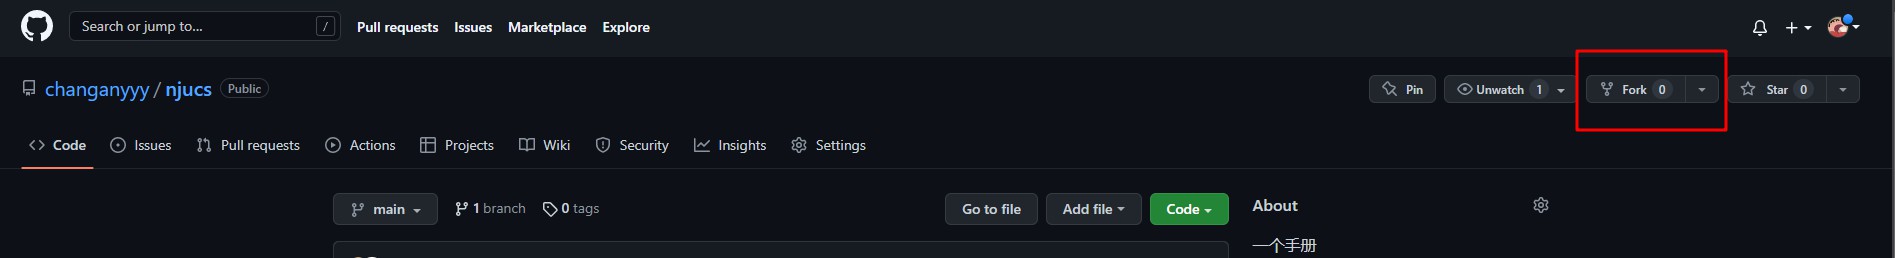 Search or jump to... /
Pull requests Issues Marketplace Explore
changanyyy / njucs Public
Pin Unwatch 1 Fork 0 Star 0
Code Issues Pull requests Actions Projects Wiki Security Insights Settings
main 1 branch 0 tags Go to file Add file Code
About
一个手册